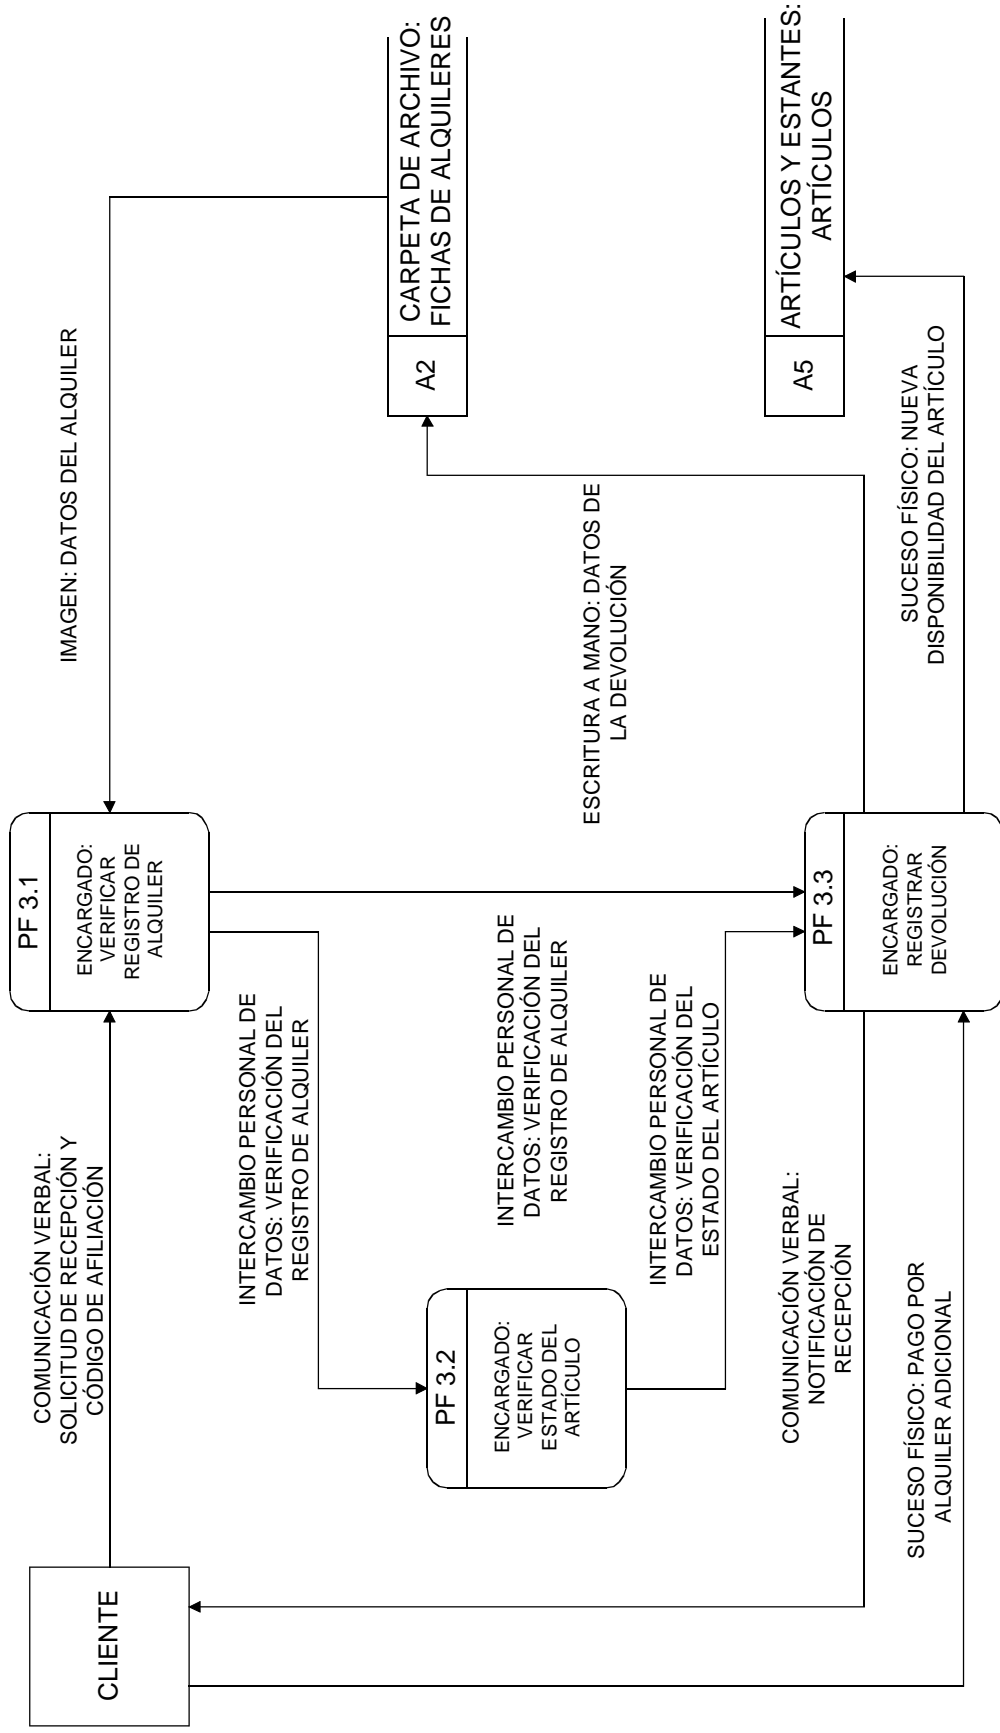 CLIENTE
COMUNICACIÓN VERBAL:
SOLICITUD DE RECEPCIÓN Y
CÓDIGO DE AFILIACIÓN
PF 3.1
ENCARGADO:
VERIFICAR
REGISTRO DE
ALQUILER
IMAGEN: DATOS DEL ALQUILER
INTERCAMBIO PERSONAL DE
DATOS: VERIFICACIÓN DEL
REGISTRO DE ALQUILER
PF 3.2
ENCARGADO:
VERIFICAR
ESTADO DEL
ARTÍCULO
INTERCAMBIO PERSONAL DE
DATOS: VERIFICACIÓN DEL
REGISTRO DE ALQUILER
A2
CARPETA DE ARCHIVO:
FICHAS DE ALQUILERES
INTERCAMBIO PERSONAL DE
DATOS: VERIFICACIÓN DEL
ESTADO DEL ARTÍCULO
ESCRITURA A MANO: DATOS DE
LA DEVOLUCIÓN
COMUNICACIÓN VERBAL:
NOTIFICACIÓN DE
RECEPCIÓN
PF 3.3
ENCARGADO:
REGISTRAR
DEVOLUCIÓN
A5
ARTÍCULOS Y ESTANTES:
ARTÍCULOS
SUCESO FÍSICO: PAGO POR
ALQUILER ADICIONAL
SUCESO FÍSICO: NUEVA
DISPONIBILIDAD DEL ARTÍCULO